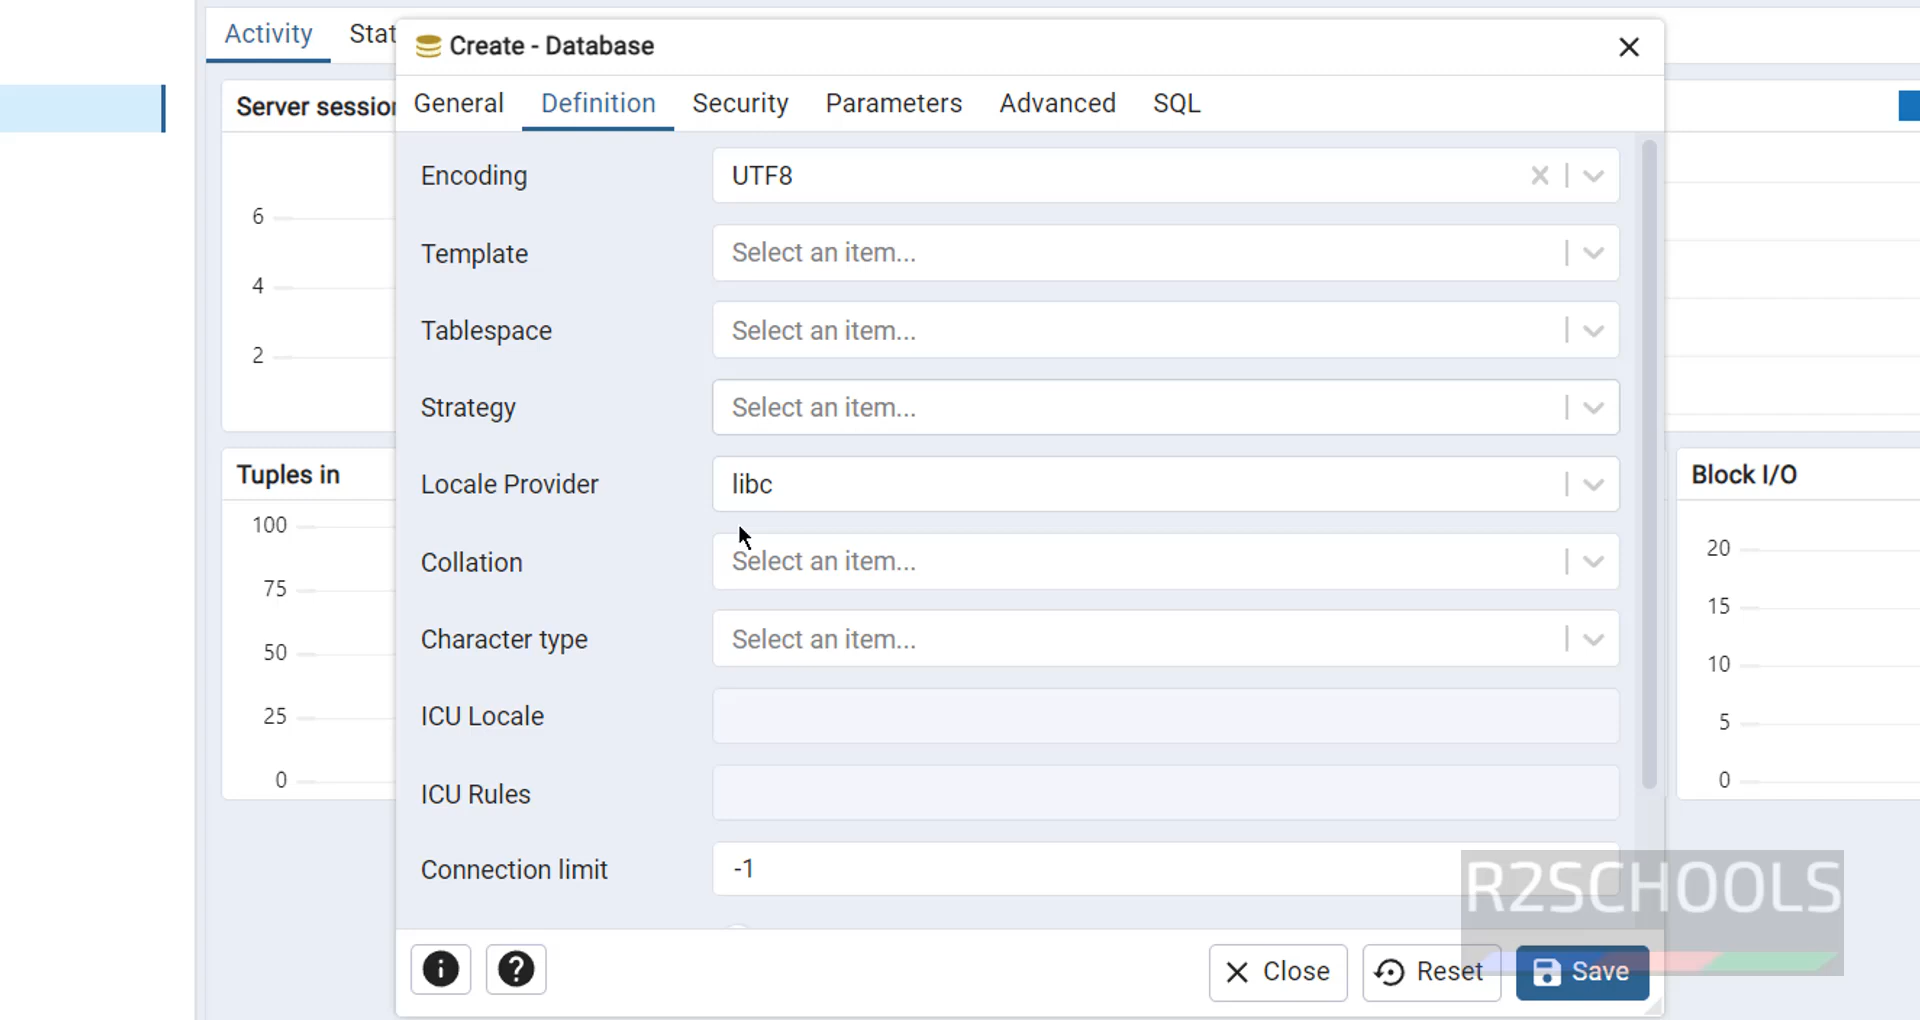 Activity
Stat
Create - Database
General
Definition
Security
Parameters
Advanced
SQL
Server session
6
4
2
Encoding
UTF8
Template
Select an item...
Tablespace
Select an item...
Strategy
Select an item...
Locale Provider
libc
Collation
Select an item...
Character type
Select an item...
ICU Locale
ICU Rules
Connection limit
-1
Tuples in
100
75
50
25
0
Block I/O
20
15
10
5
0
R2SCHOOLS
Close
Reset
Save